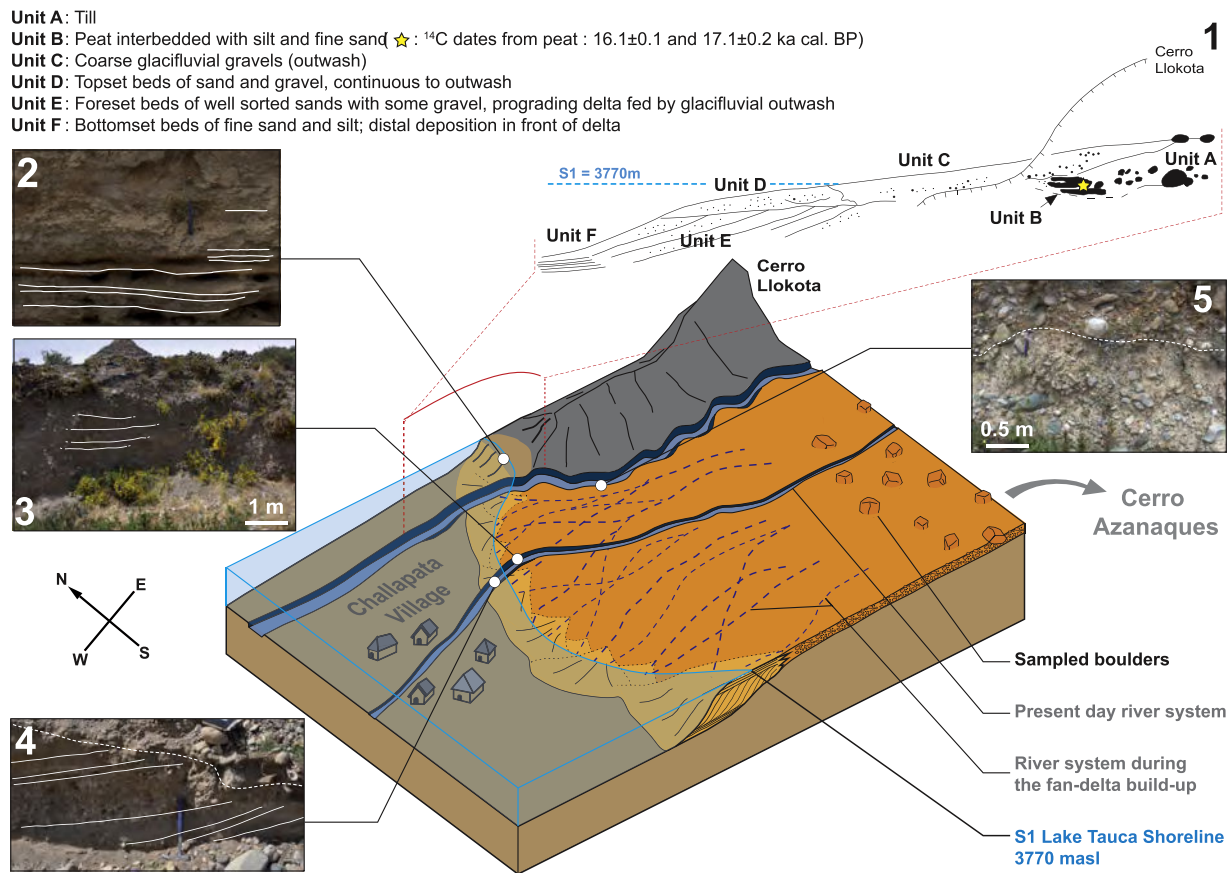 Unit A: Till
Unit B: Peat interbedded with silt and fine sand( : ¹⁴C dates from peat : 16.1±0.1 and 17.1±0.2 ka cal. BP)
Unit C: Coarse glacifluvial gravels (outwash)
Unit D: Topset beds of sand and gravel, continuous to outwash
Unit E: Foreset beds of well sorted sands with some gravel, prograding delta fed by glacifluvial outwash
Unit F: Bottomset beds of fine sand and silt; distal deposition in front of delta
1
Cerro
Llokota
S1 = 3770m
Unit D
Unit C
Unit A
Unit B
Unit F
Unit E
2
Cerro
Llokota
5
0.5 m
3
1 m
Cerro
Azanaques
N
E
W
S
Challapata
Village
Sampled boulders
Present day river system
River system during
the fan-delta build-up
S1 Lake Tauca Shoreline
3770 masl
4